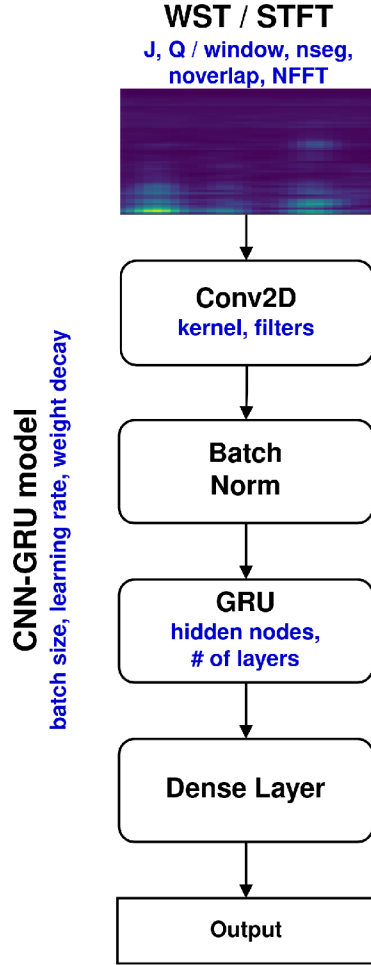 WST / STFT
J, Q / window, nseg,
noverlap, NFFT
Conv2D
kernel, filters
Batch
Norm
GRU
hidden nodes,
# of layers
Dense Layer
Output
CNN-GRU model
batch size, learning rate, weight decay